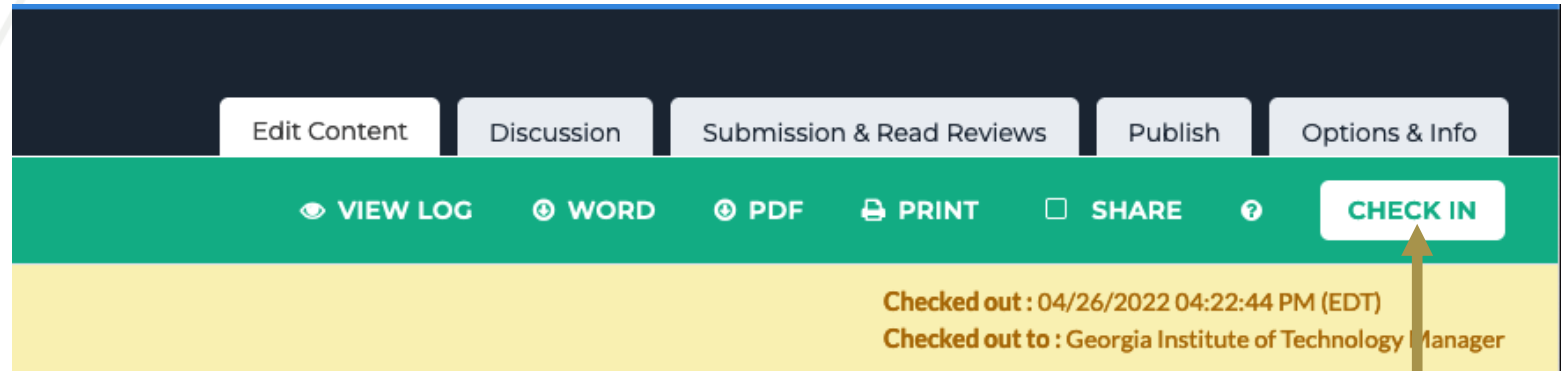 Edit Content Discussion Submission & Read Reviews Publish Options & Info
VIEW LOG WORD PDF PRINT SHARE ? CHECK IN
Checked out : 04/26/2022 04:22:44 PM (EDT)
Checked out to : Georgia Institute of Technology Manager